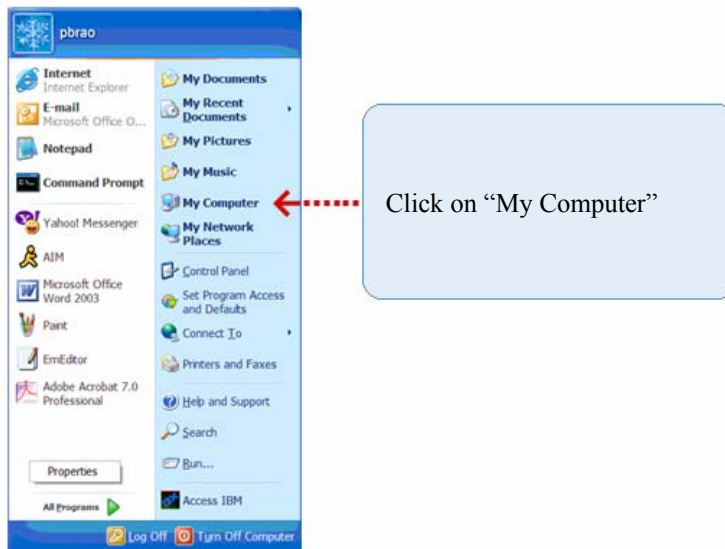 pbrao
Internet
Internet Explorer
E-mail
Microsoft Office O...
Notepad
Command Prompt
Yahoo! Messenger
AIM
Microsoft Office
Word 2003
Paint
EmEditor
Adobe Acrobat 7.0
Professional
Properties
All Programs
My Documents
My Recent
Documents
My Pictures
My Music
My Computer
My Network
Places
Control Panel
Set Program Access
and Defaults
Connect To
Printers and Faxes
Help and Support
Search
Run...
Access IBM
Log Off
Turn Off Computer
Click on “My Computer”